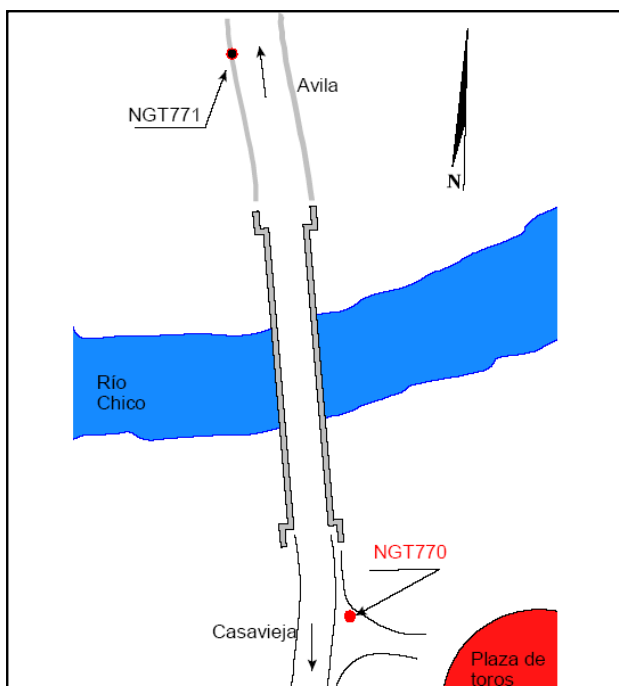 Avila
NGT771
N
Río
Chico
NGT770
Casavieja
Plaza de
toros